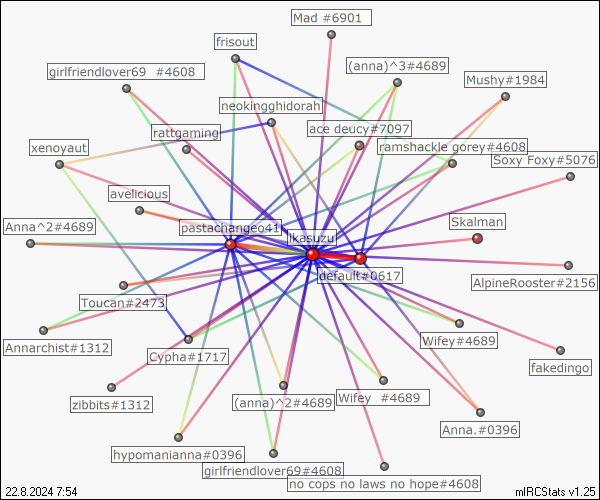 Mad #6901
frisout
girlfriendlover69 #4608
(anna)^3#4689
Mushy#1984
neokingghidorah
rattgaming
ace deucy#7097
ramshackle gorey#4608
xenoyaut
Soxy Foxy#5076
avelicious
pastachangeo41
Skalman
Anna^2#4689
ikasuzu
default#0617
AlpineRooster#2156
Toucan#2473
Annarchist#1312
Cypha#1717
Wifey#4689
fakedingo
zibbits#1312
(anna)^2#4689
Wifey #4689
Anna.#0396
hypomanianna#0396
girlfriendlover69#4608
no cops no laws no hope#4608
22.8.2024 7:54
mIRCStats v1.25